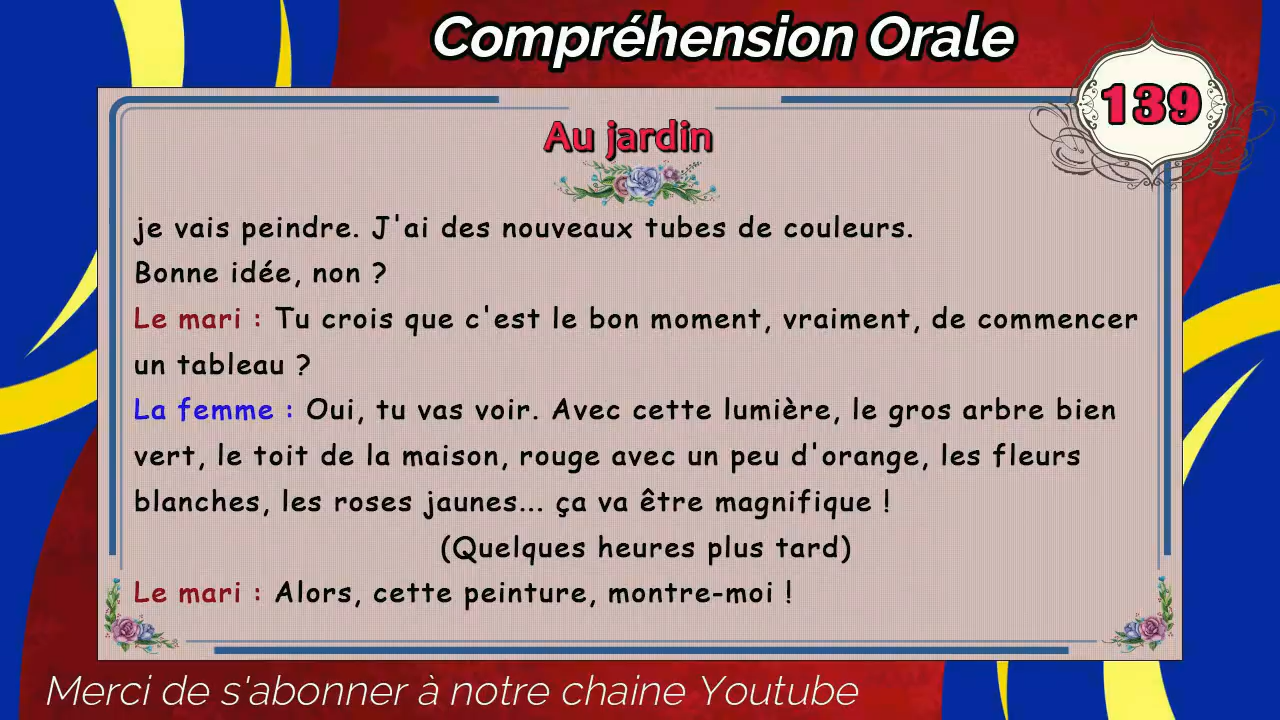 Compréhension Orale
139
Au jardin
je vais peindre. J'ai des nouveaux tubes de couleurs.
Bonne idée, non ?
Le mari : Tu crois que c'est le bon moment, vraiment, de commencer
un tableau ?
La femme : Oui, tu vas voir. Avec cette lumière, le gros arbre bien
vert, le toit de la maison, rouge avec un peu d'orange, les fleurs
blanches, les roses jaunes... ça va être magnifique !
(Quelques heures plus tard)
Le mari : Alors, cette peinture, montre-moi !
Merci de s'abonner à notre chaine Youtube